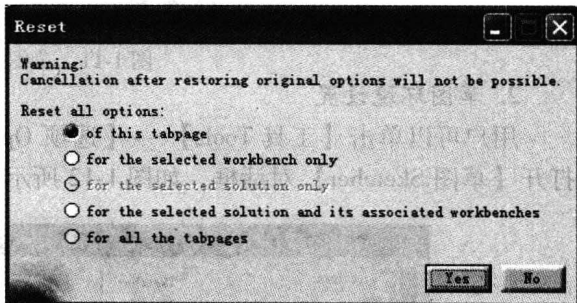 Reset
Warning:
Cancellation after restoring original options will not be possible.
Reset all options:
of this tabpage
for the selected workbench only
for the selected solution only
for the selected solution and its associated workbenches
for all the tabpages
Yes No